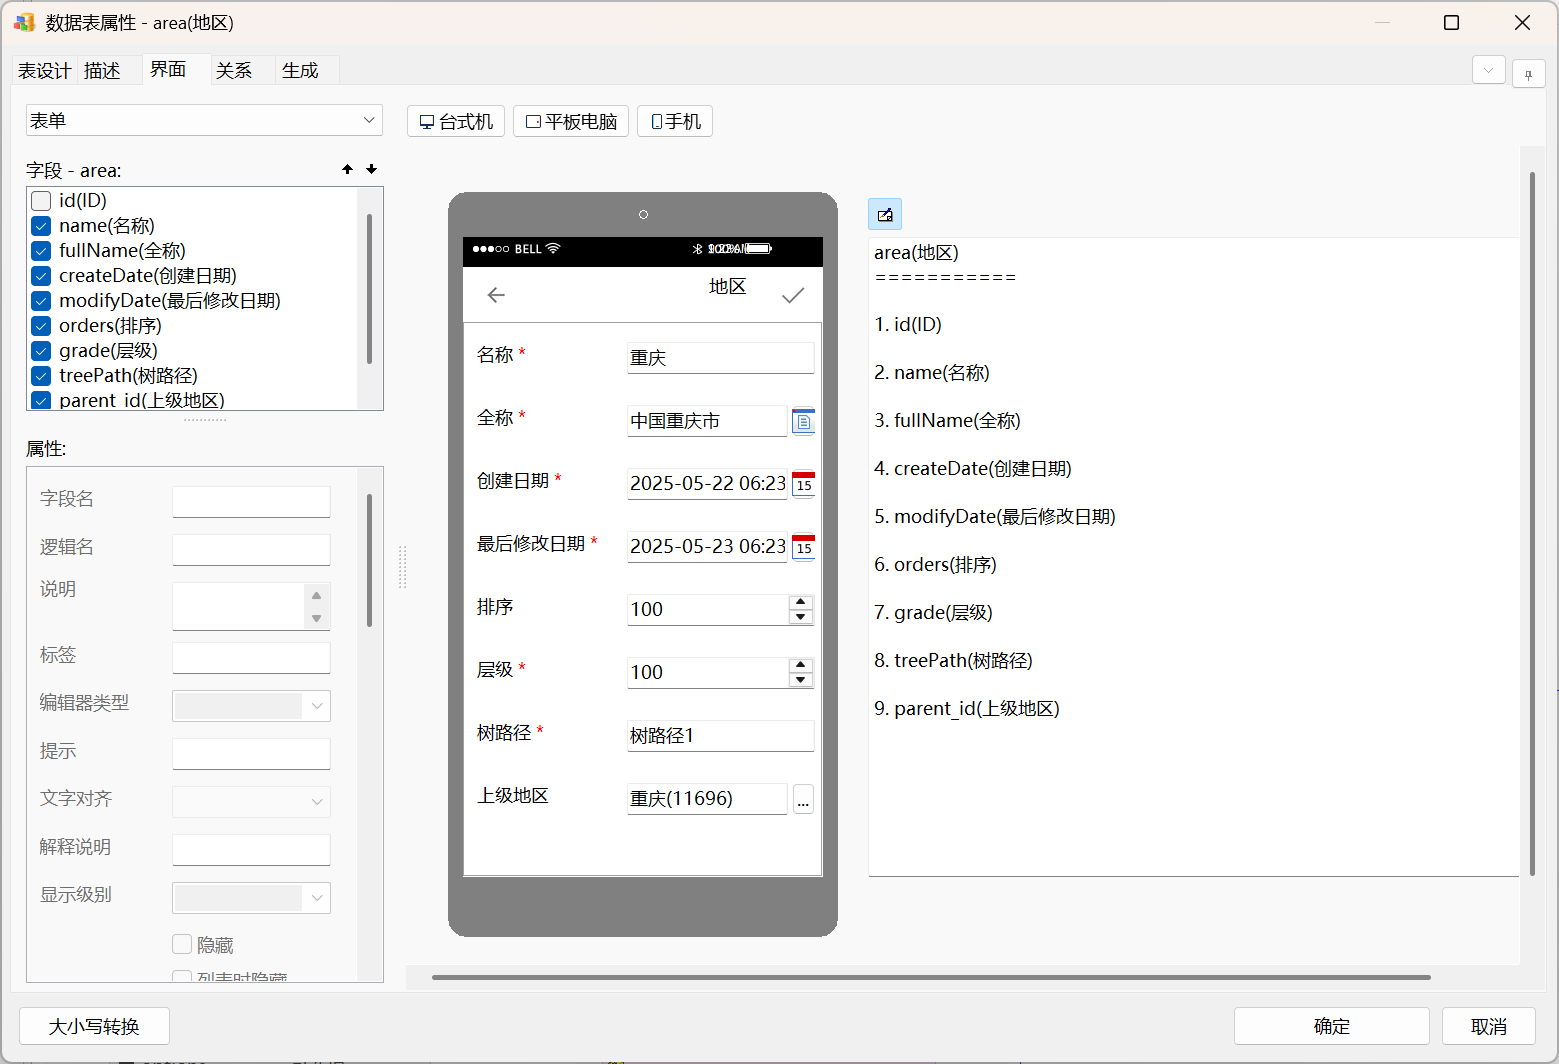 数据表属性 - area(地区)
表设计 描述 界面 关系 生成
表单
台式机 平板电脑 手机
字段 - area:
id(ID)
name(名称)
fullName(全称)
createDate(创建日期)
modifyDate(最后修改日期)
orders(排序)
grade(层级)
treePath(树路径)
parent_id(上级地区)
属性:
字段名
逻辑名
说明
标签
编辑器类型
提示
文字对齐
解释说明
显示级别
隐藏
列表时隐藏
BELL 100%
地区
名称 * 重庆
全称 * 中国重庆市
创建日期 * 2025-05-22 06:23 15
最后修改日期 * 2025-05-23 06:23 15
排序 100
层级 * 100
树路径 * 树路径1
上级地区 重庆(11696) ...
area(地区)
===========
1. id(ID)
2. name(名称)
3. fullName(全称)
4. createDate(创建日期)
5. modifyDate(最后修改日期)
6. orders(排序)
7. grade(层级)
8. treePath(树路径)
9. parent_id(上级地区)
大小写转换 确定 取消